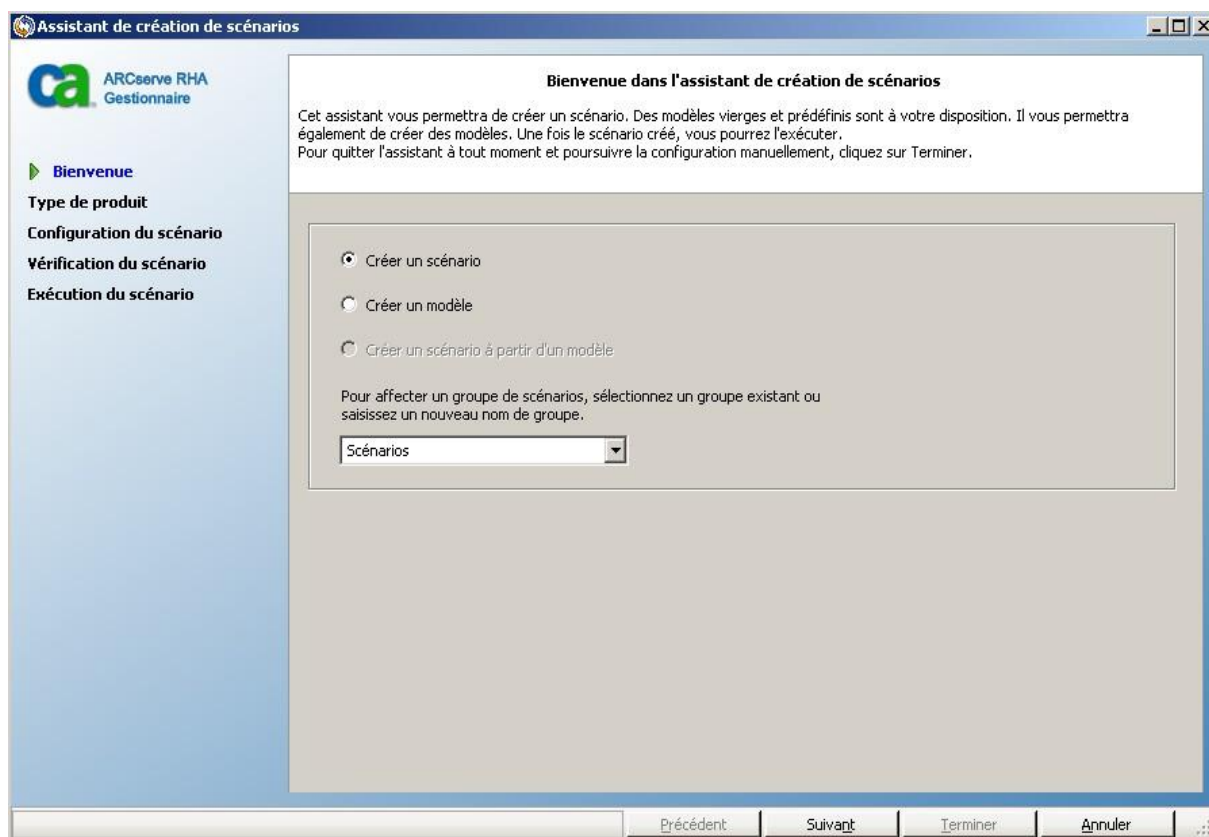 Assistant de création de scénarios
ca
ARCserve RHA
Gestionnaire
Bienvenue
Type de produit
Configuration du scénario
Vérification du scénario
Exécution du scénario
Bienvenue dans l'assistant de création de scénarios
Cet assistant vous permettra de créer un scénario. Des modèles vierges et prédéfinis sont à votre disposition. Il vous permettra
également de créer des modèles. Une fois le scénario créé, vous pourrez l'exécuter.
Pour quitter l'assistant à tout moment et poursuivre la configuration manuellement, cliquez sur Terminer.
Créer un scénario
Créer un modèle
Créer un scénario à partir d'un modèle
Pour affecter un groupe de scénarios, sélectionnez un groupe existant ou
saisissez un nouveau nom de groupe.
Scénarios
Précédent
Suivant
Terminer
Annuler